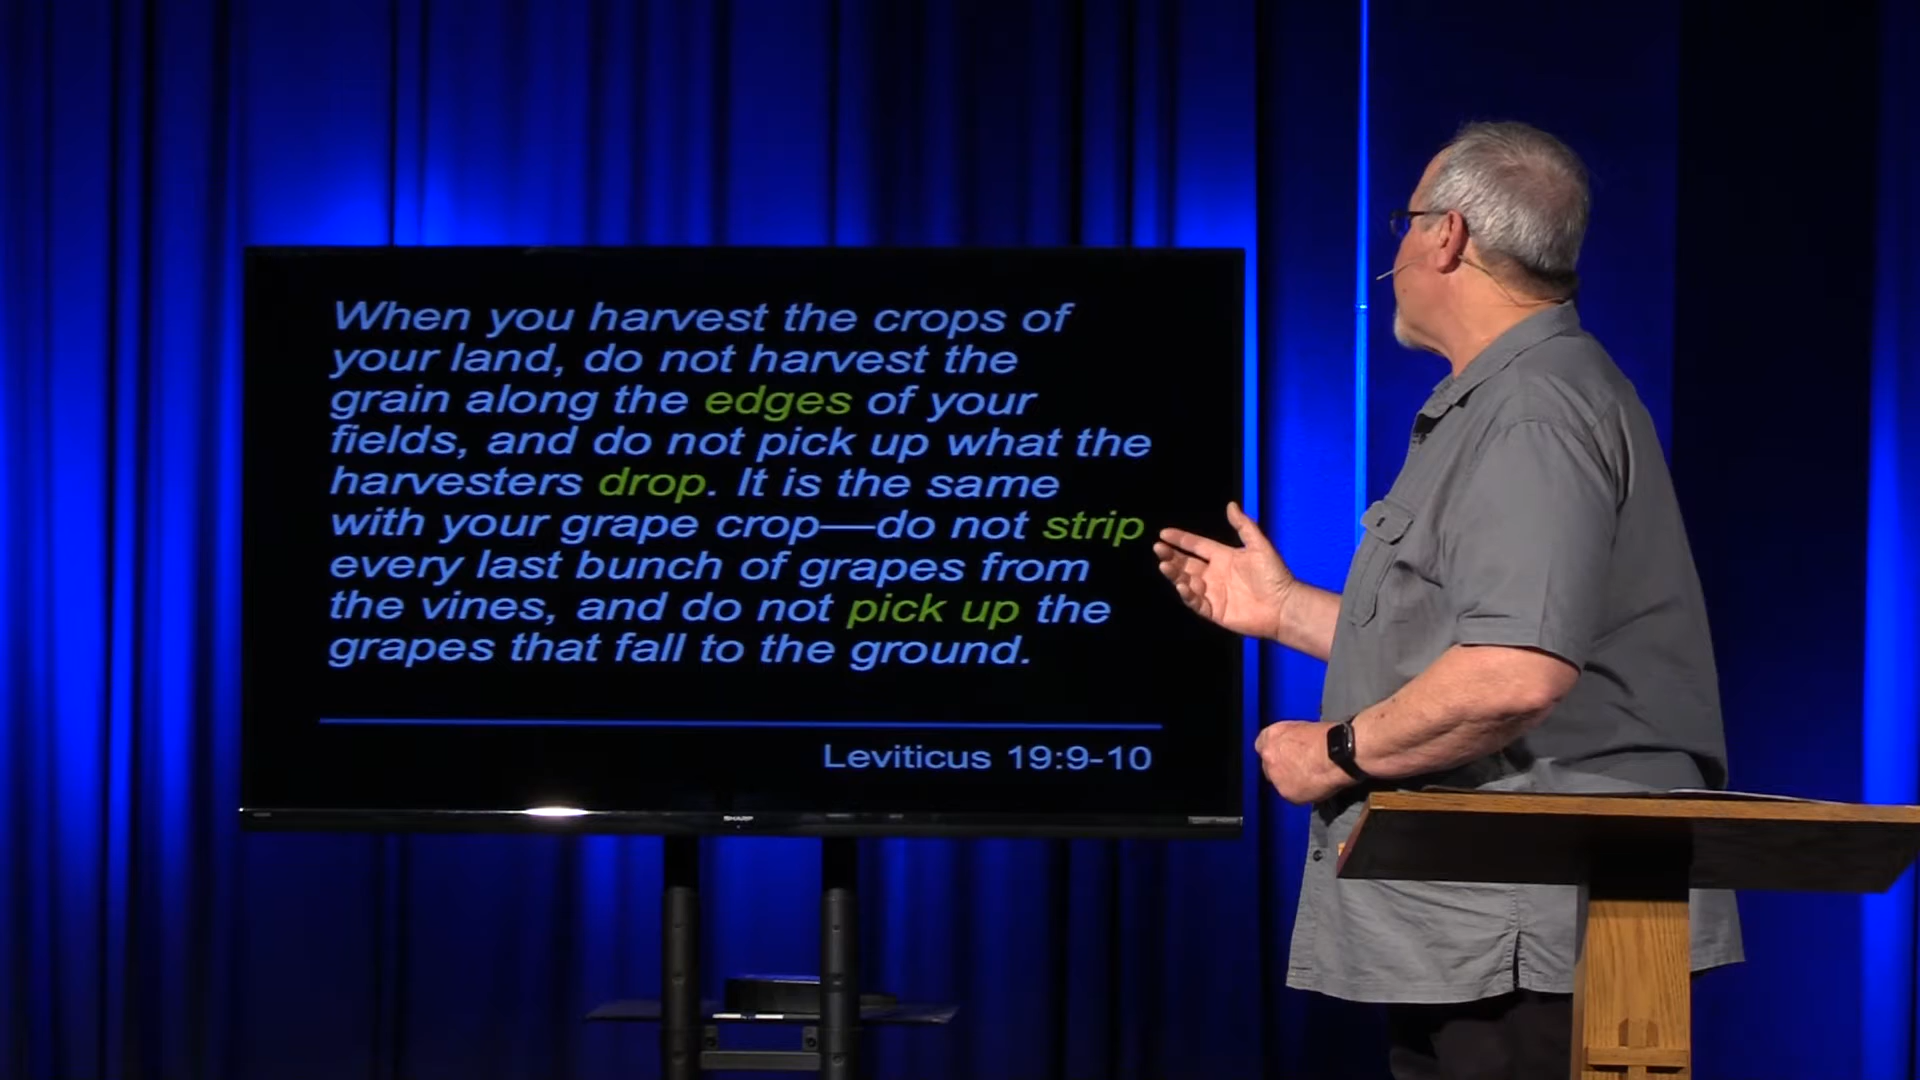 When you harvest the crops of
your land, do not harvest the
grain along the edges of your
fields, and do not pick up what the
harvesters drop. It is the same
with your grape crop—do not strip
every last bunch of grapes from
the vines, and do not pick up the
grapes that fall to the ground.
Leviticus 19:9-10
SHARP